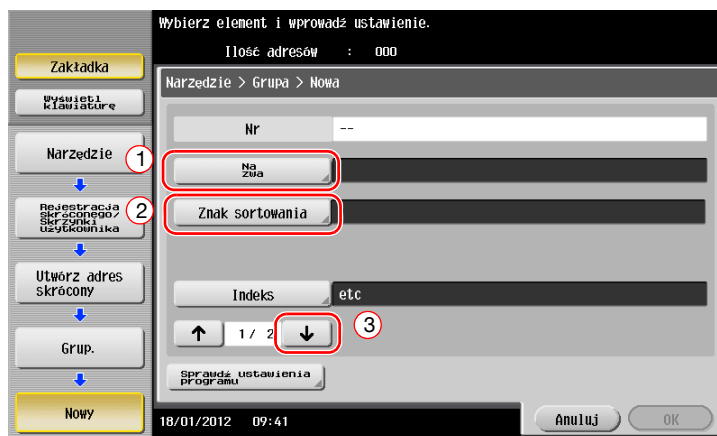 Wybierz element i wprowadź ustawienie.
Ilość adresów : 000
Zakładka
Wyświetl
klawiaturę
Narzędzie > Grupa > Nowa
Nr --
Narzędzie
1
Na
zwa
Rejestracja
skróconego/
Skrzynki
użytkownika
2
Znak sortowania
Utwórz adres
skrócony
Indeks etc
↑ 1/ 2 ↓
3
Grup.
Sprawdź ustawienia
programu
Nowy
18/01/2012 09:41
Anuluj
OK